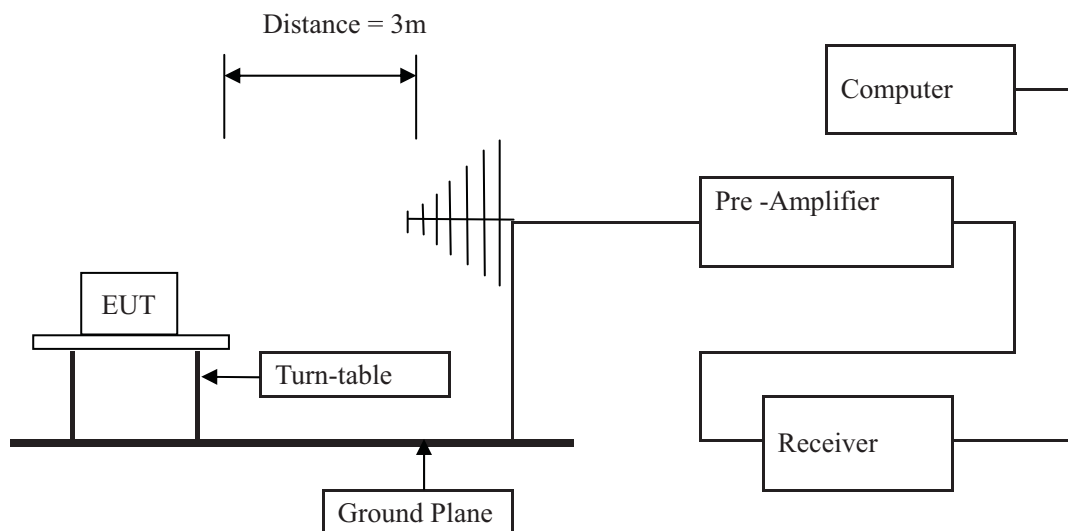 Distance = 3m
Computer
Pre -Amplifier
EUT
Turn-table
Receiver
Ground Plane